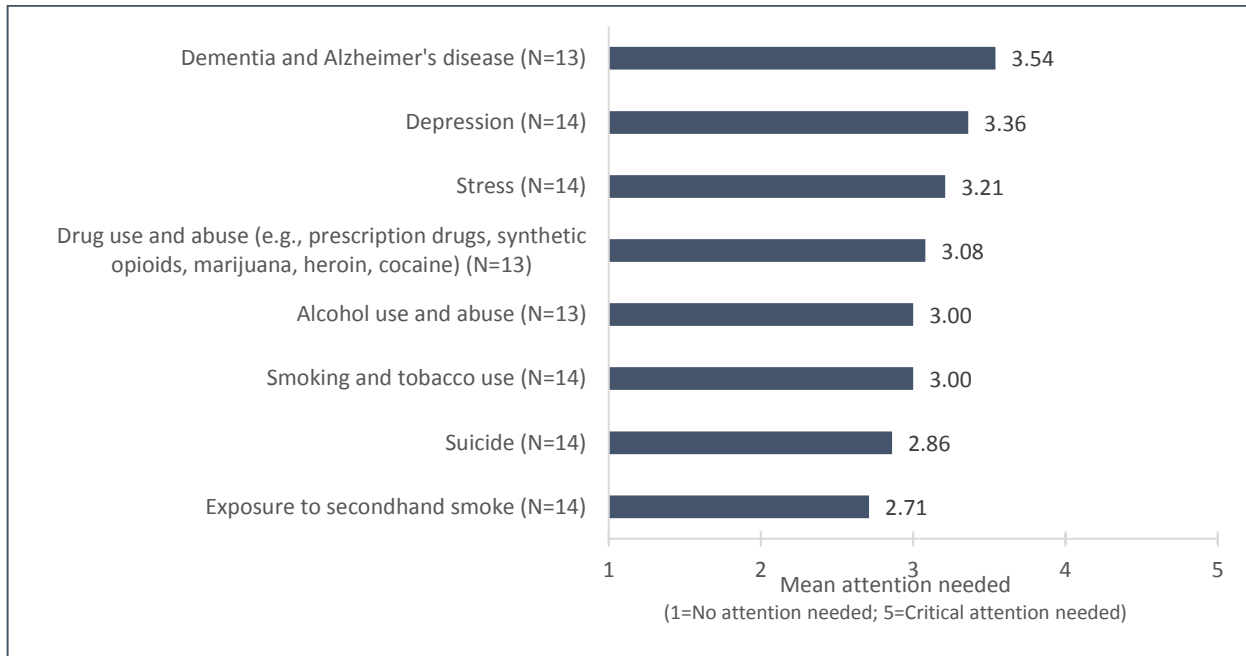 Dementia and Alzheimer's disease (N=13)
3.54
Depression (N=14)
3.36
Stress (N=14)
3.21
Drug use and abuse (e.g., prescription drugs, synthetic
opioids, marijuana, heroin, cocaine) (N=13)
3.08
Alcohol use and abuse (N=13)
3.00
Smoking and tobacco use (N=14)
3.00
Suicide (N=14)
2.86
Exposure to secondhand smoke (N=14)
2.71
1 2 3 4 5
Mean attention needed
(1=No attention needed; 5=Critical attention needed)